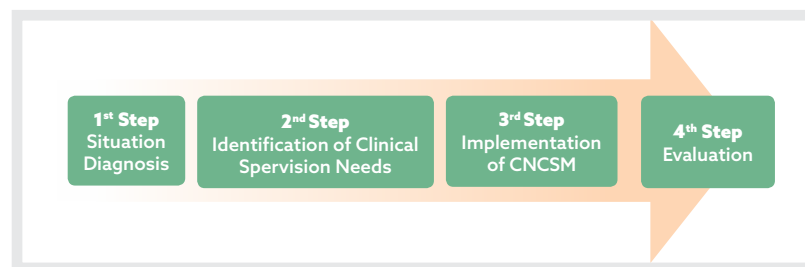 1st Step
Situation
Diagnosis
2nd Step
Identification of Clinical
Spervision Needs
3rd Step
Implementation
of CNCSM
4th Step
Evaluation